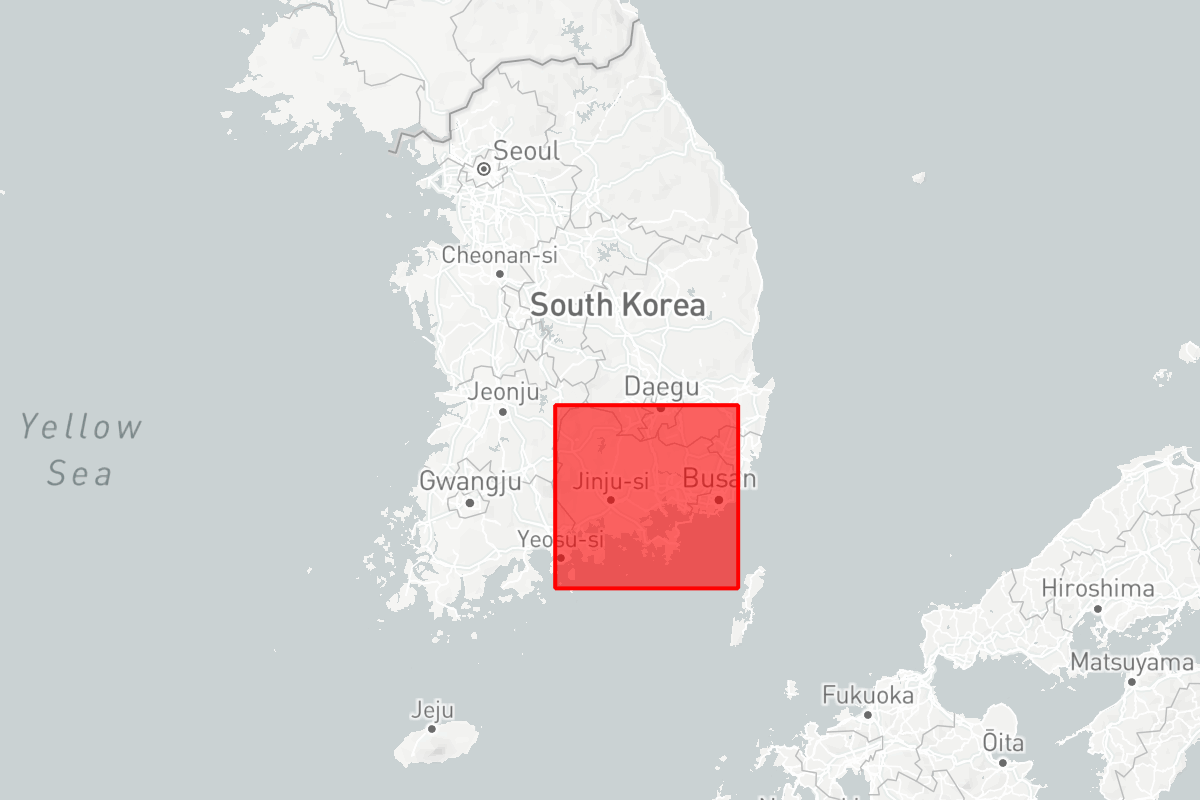 Seoul
Cheonan-si
South Korea
Daegu
Jeonju
Yellow
Sea
Gwangju
Jinju-si
Busan
Yeosu-si
Hiroshima
Matsuyama
Fukuoka
Jeju
Ōita